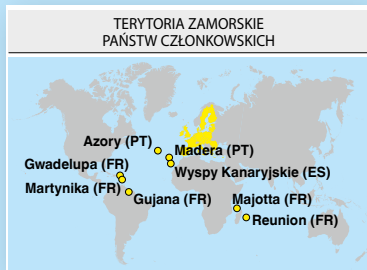 TERYTORIA ZAMORSKIE
PAŃSTW CZŁONKOWSKICH
Azory (PT)
Madera (PT)
Gwadelupa (FR)
Wyspy Kanaryjskie (ES)
Martynika (FR)
Gujana (FR)
Majotta (FR)
Reunion (FR)